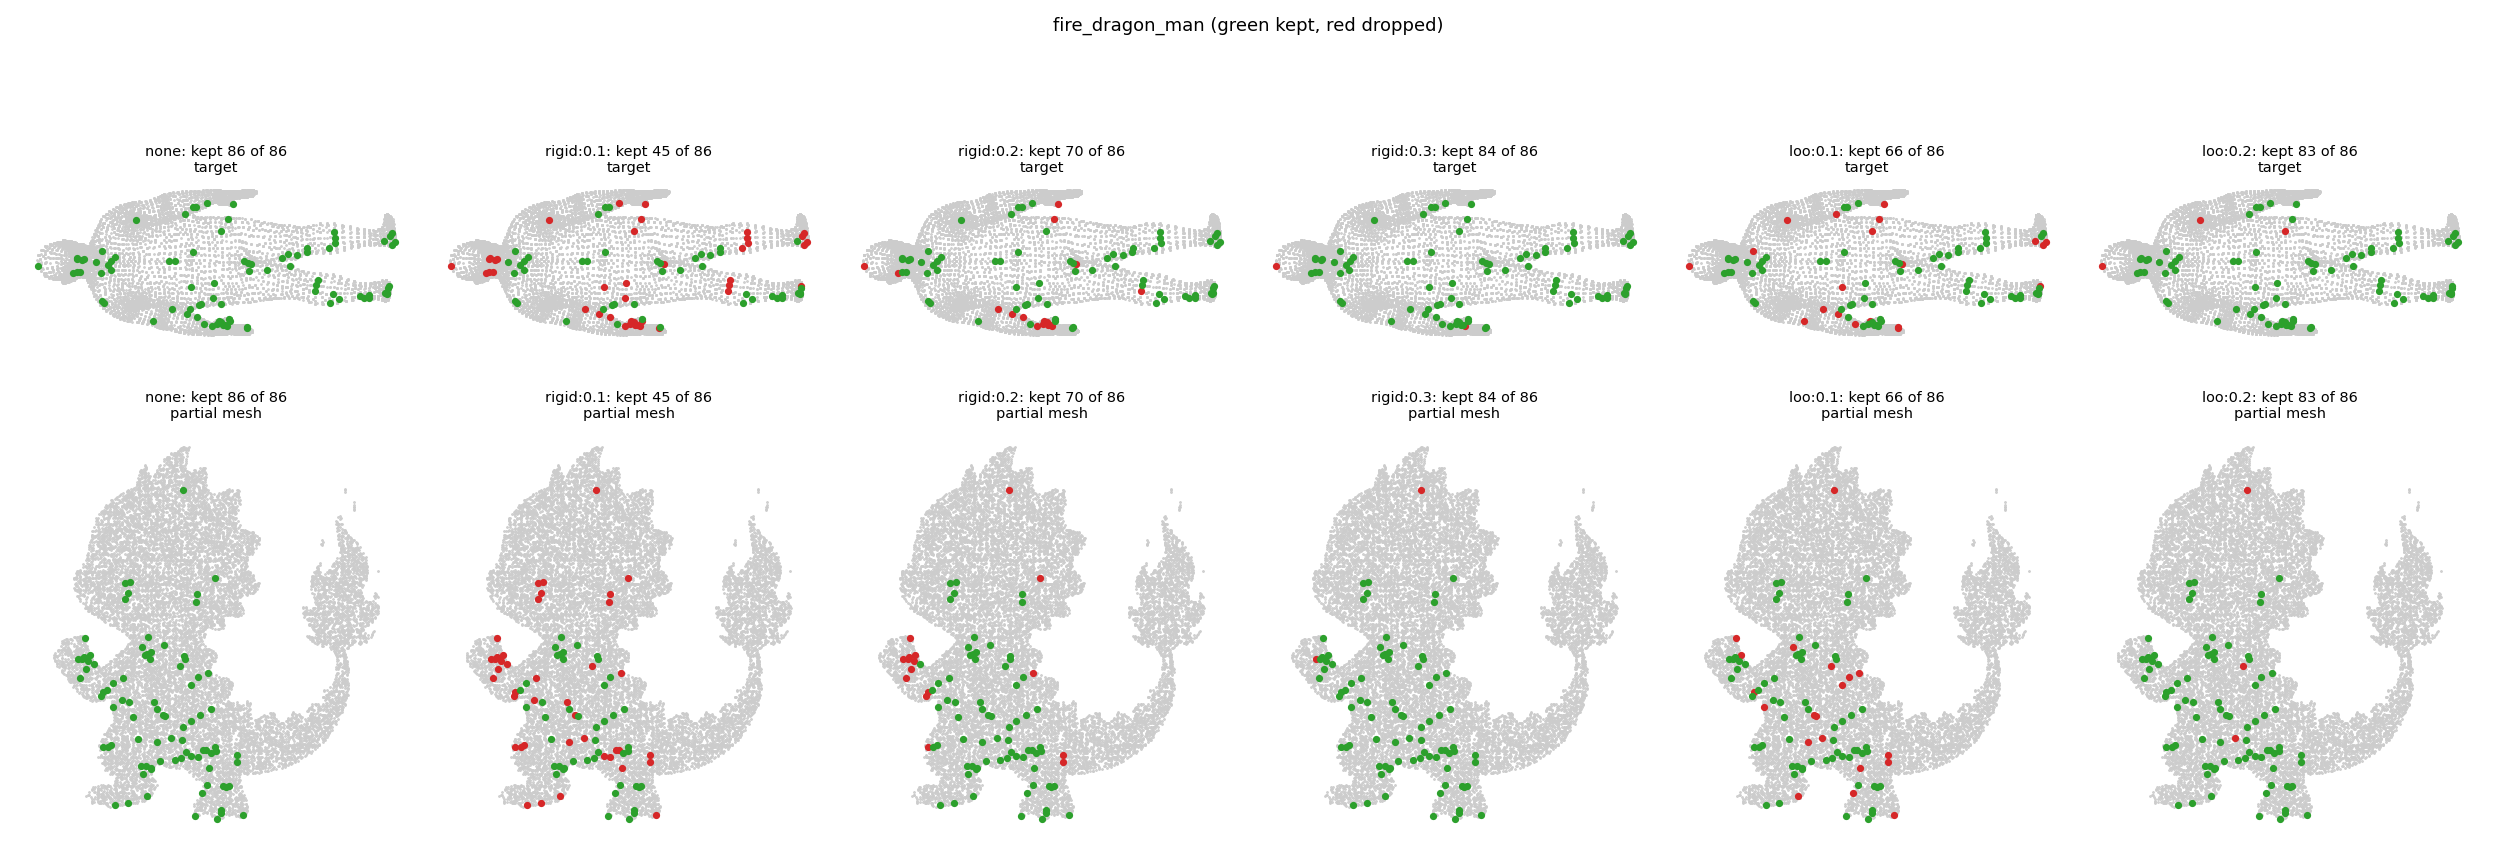 fire_dragon_man (green kept, red dropped)
none: kept 86 of 86
target
rigid:0.1: kept 45 of 86
target
rigid:0.2: kept 70 of 86
target
rigid:0.3: kept 84 of 86
target
loo:0.1: kept 66 of 86
target
loo:0.2: kept 83 of 86
target
none: kept 86 of 86
partial mesh
rigid:0.1: kept 45 of 86
partial mesh
rigid:0.2: kept 70 of 86
partial mesh
rigid:0.3: kept 84 of 86
partial mesh
loo:0.1: kept 66 of 86
partial mesh
loo:0.2: kept 83 of 86
partial mesh